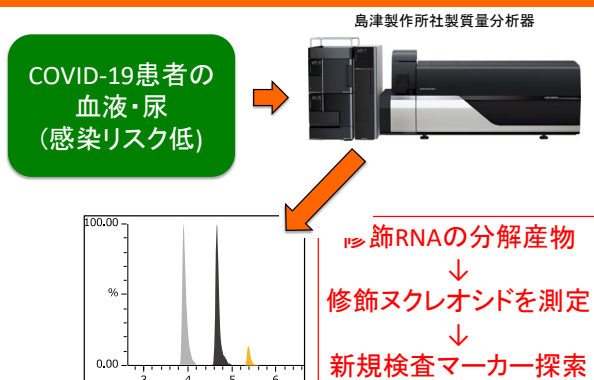 島津製作所社製質量分析器
COVID-19患者の
血液・尿
（感染リスク低)
100.00
%
0.00
3 4 5 6
修飾RNAの分解産物
↓
修飾ヌクレオシドを測定
↓
新規検査マーカー探索